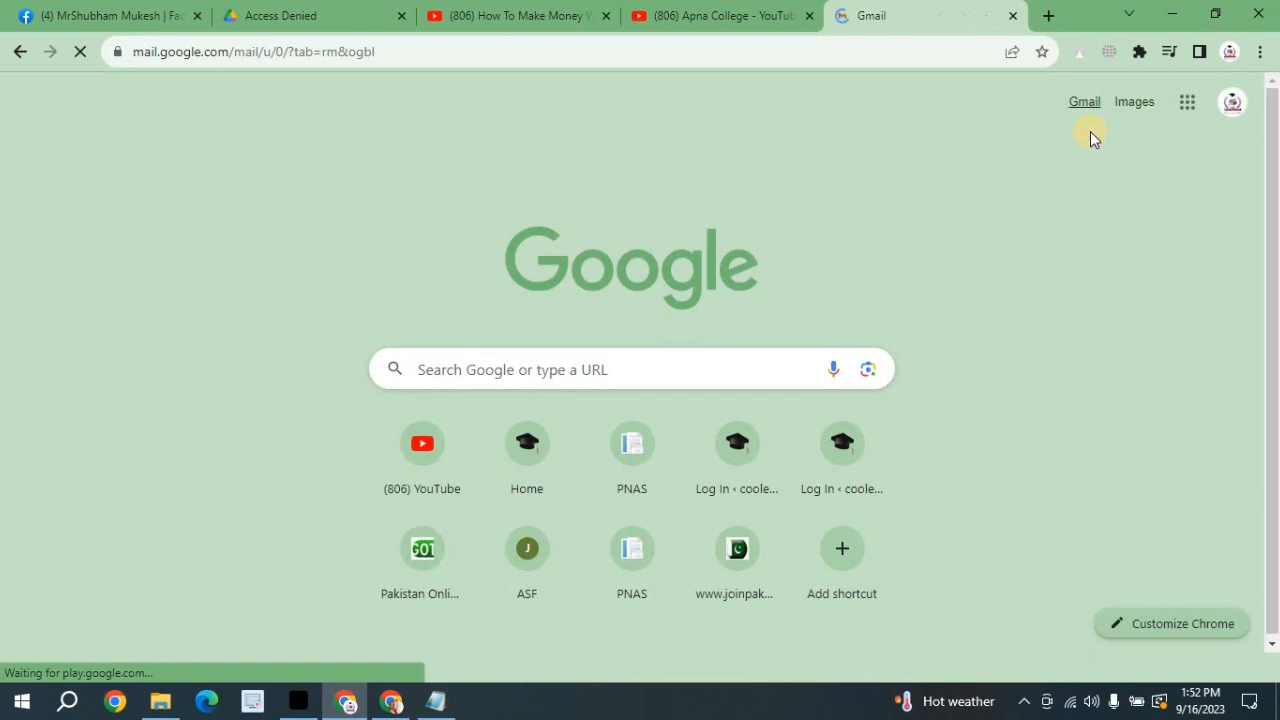 (4) MrShubham Mukesh | Fac
Access Denied
(806) How To Make Money W
(806) Apna College - YouTube
Gmail
mail.google.com/mail/u/0/?tab=rm&ogbl
Gmail
Images
Google
Search Google or type a URL
(806) YouTube
Home
PNAS
Log In ‹ coole...
Log In ‹ coole...
GOT
J
Pakistan Onli...
ASF
PNAS
www.joinpak...
Add shortcut
Customize Chrome
Waiting for play.google.com...
Hot weather
1:52 PM
9/16/2023